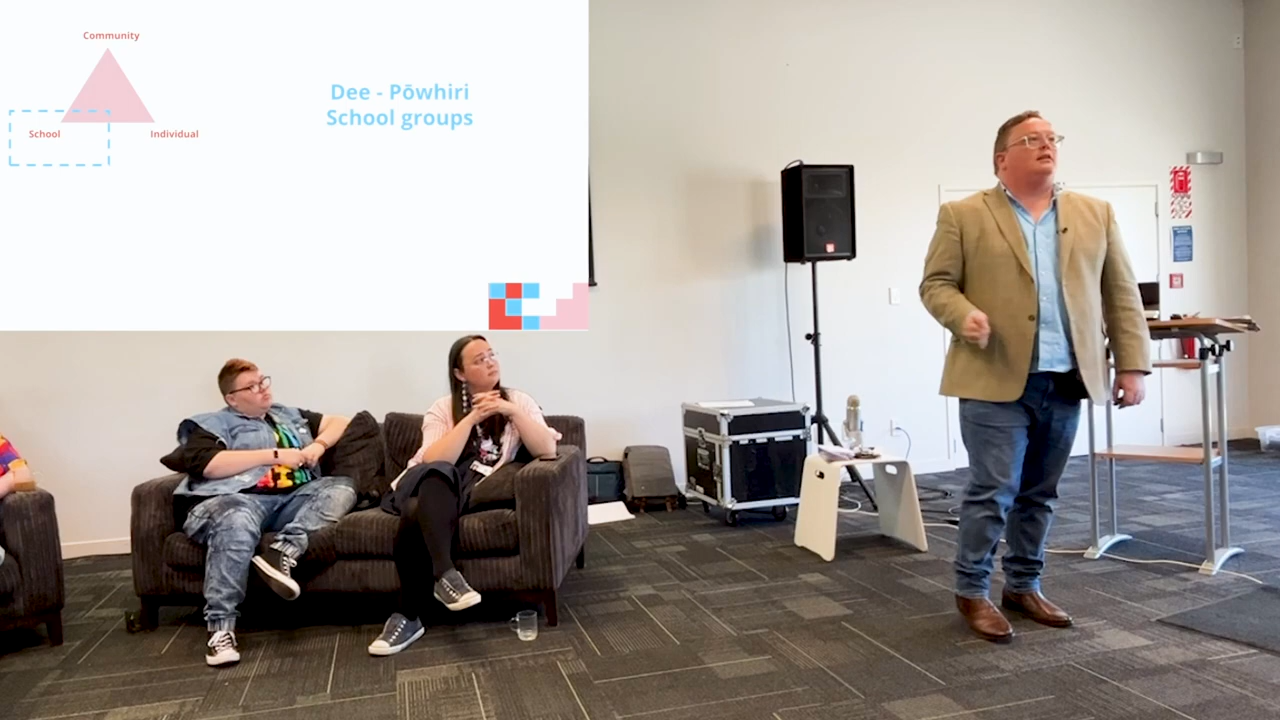 Community
School
Individual
Dee - Pōwhiri
School groups